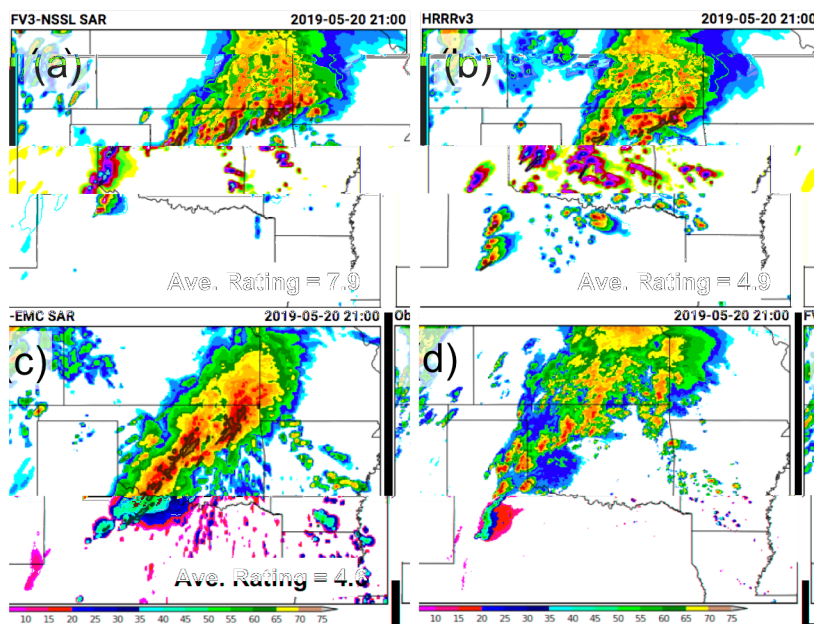 FV3-NSSL SAR 2019-05-20 21:00
(a)
Ave. Rating = 7.9
HRRRv3 2019-05-20 21:00
(b)
Ave. Rating = 4.9
-EMC SAR 2019-05-20 21:00
c)
Ave. Rating = 4.6
Ob 2019-05-20 21:00
d)
FV
10 15 20 25 30 35 40 45 50 55 60 65 70 75
10 15 20 25 30 35 40 45 50 55 60 65 70 75